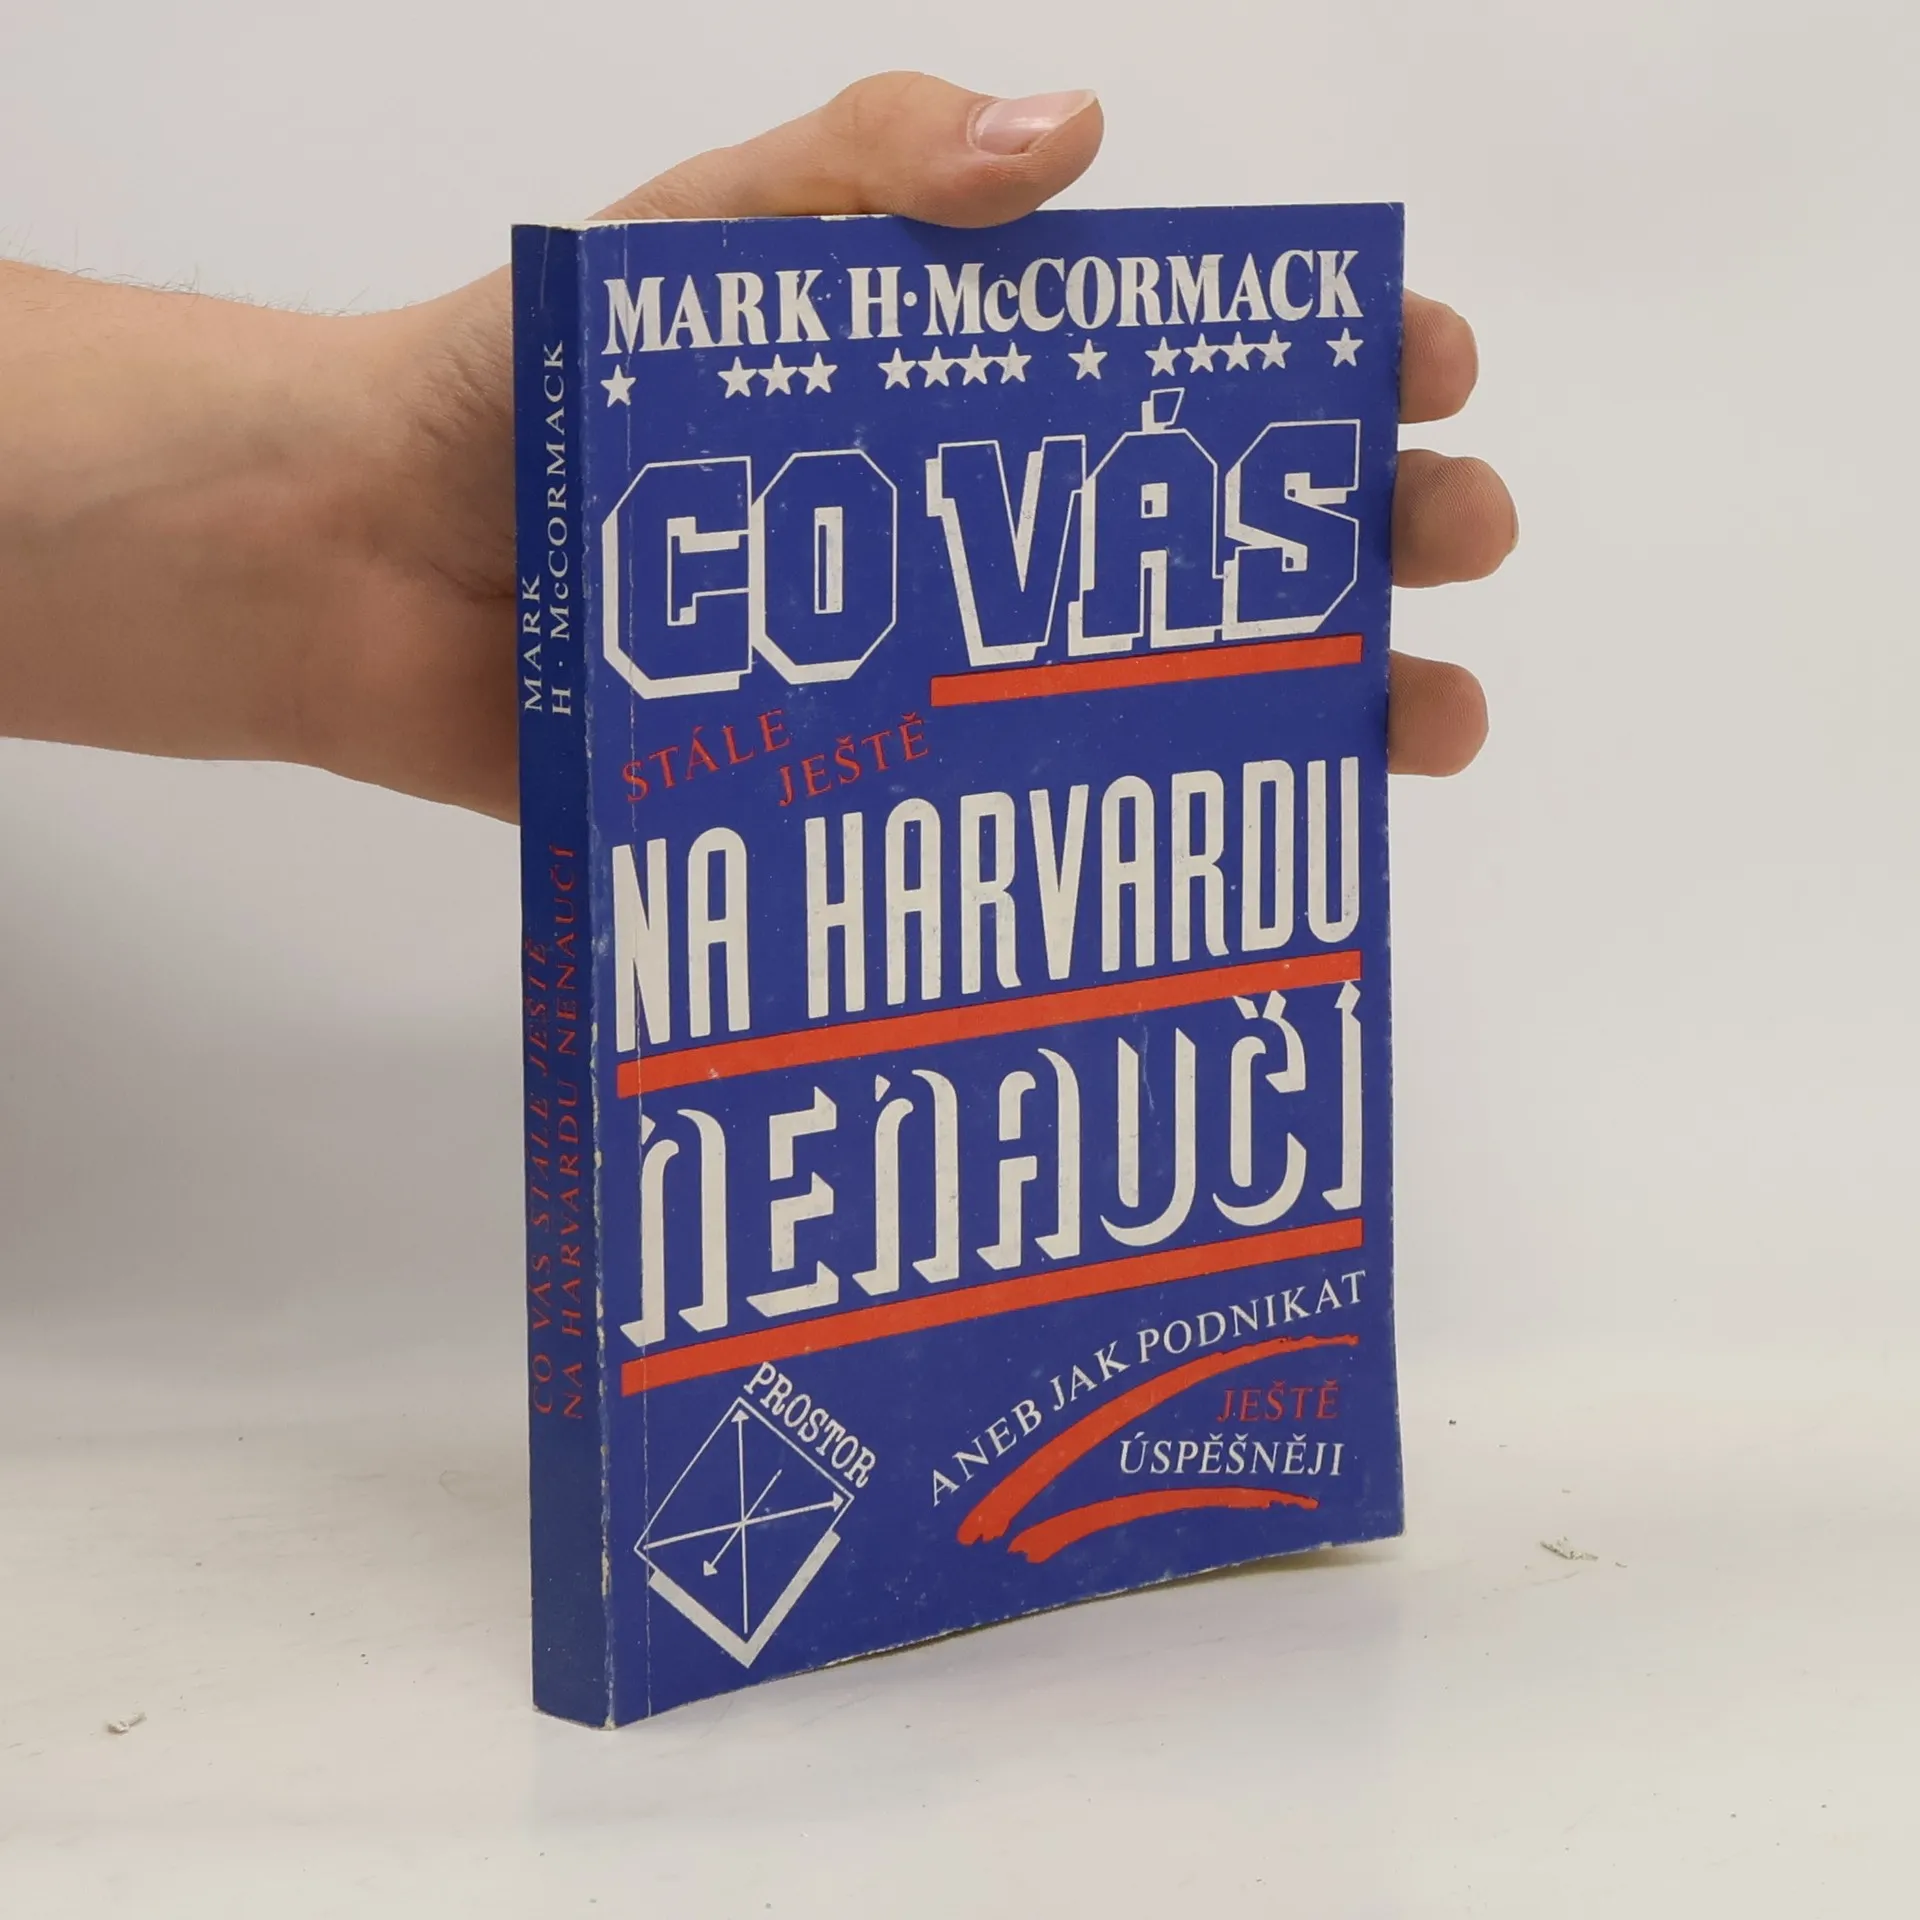 MARK H·McCORMACK
CO VÁS
STÁLE
JEŠTĚ
NA HARVARDU
NENAUČÍ
ANEB JAK PODNIKAT
JEŠTĚ
ÚSPĚŠNĚJI
PROSTOR
MARK
H·McCORMACK
CO VÁS STÁLE JEŠTĚ
NA HARVARDU NENAUČÍ